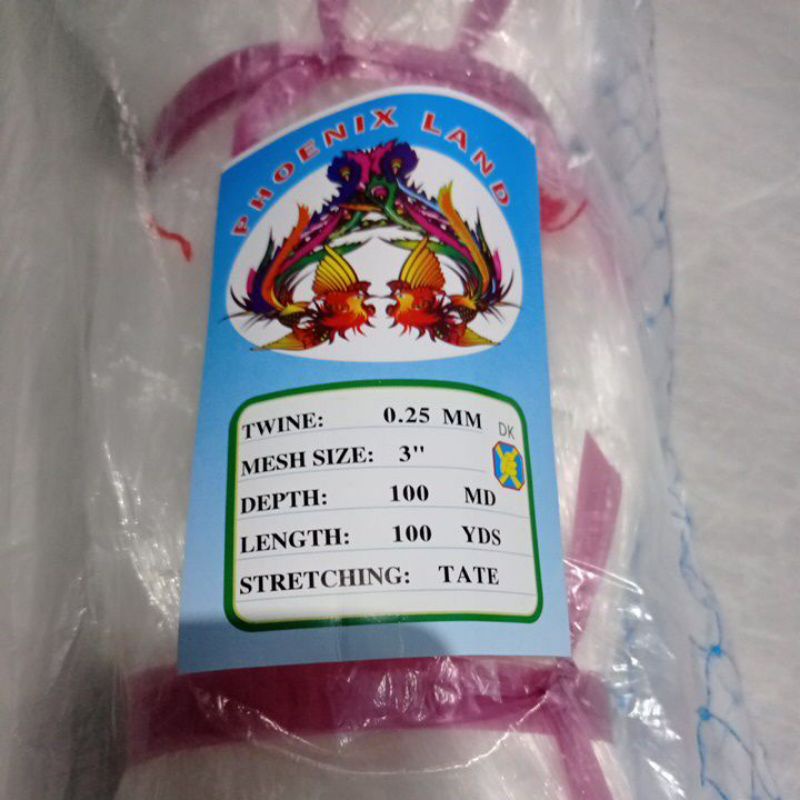 PHOENIX LAND
TWINE: 0.25 MM
DK
MESH SIZE: 3"
DEPTH: 100 MD
LENGTH: 100 YDS
STRETCHING: TATE